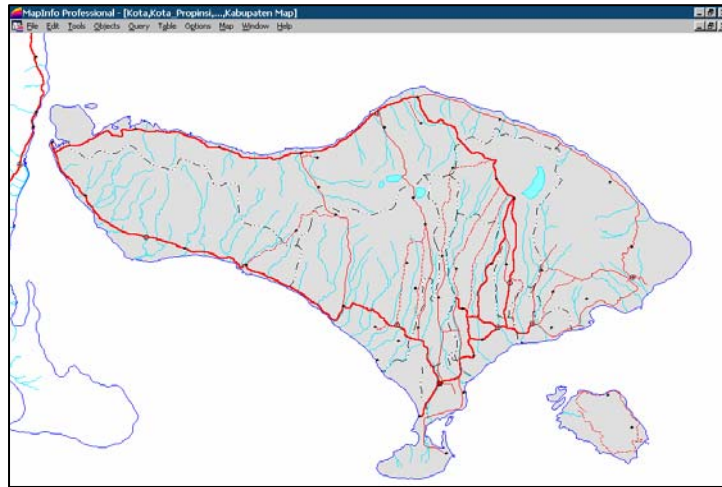 MapInfo Professional - [Kota,Kota_Propinsi,...,Kabupaten Map]
File Edit Tools Objects Query Table Options Map Window Help